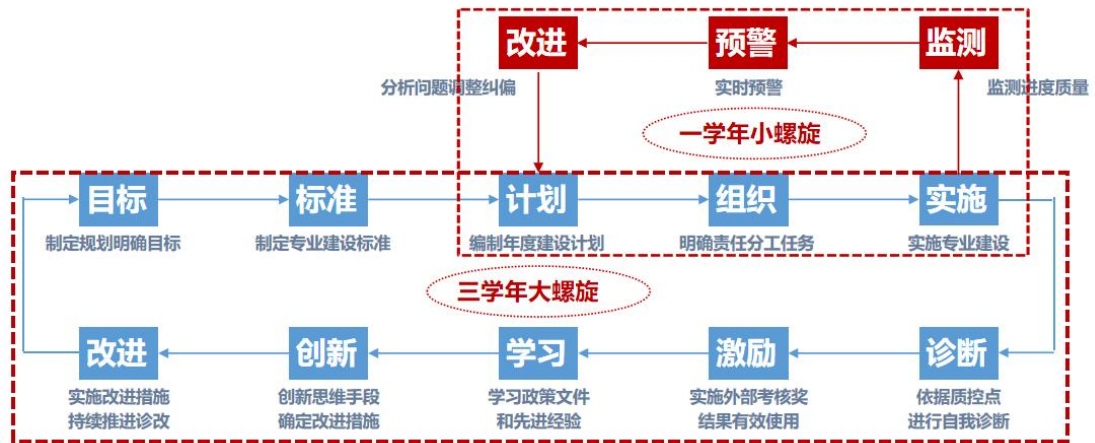 改进
预警
监测
分析问题调整纠偏
实时预警
监测进度质量
一学年小螺旋
目标
标准
计划
组织
实施
制定规划明确目标
制定专业建设标准
编制年度建设计划
明确责任分工任务
实施专业建设
三学年大螺旋
改进
创新
学习
激励
诊断
实施改进措施
持续推进诊改
创新思维手段
确定改进措施
学习政策文件
和先进经验
实施外部考核奖
结果有效使用
依据质控点
进行自我诊断